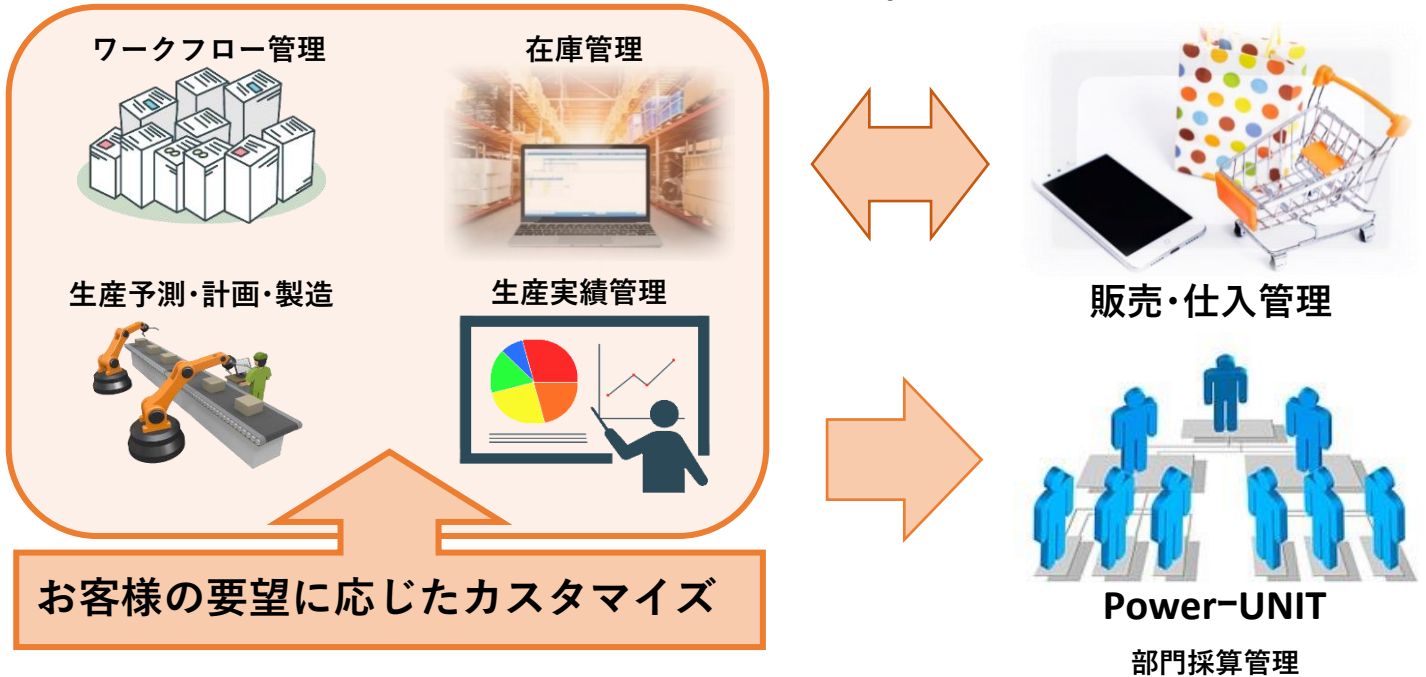 ワークフロー管理
在庫管理
生産予測・計画・製造
生産実績管理
お客様の要望に応じたカスタマイズ
販売・仕入管理
Power-UNIT
部門採算管理